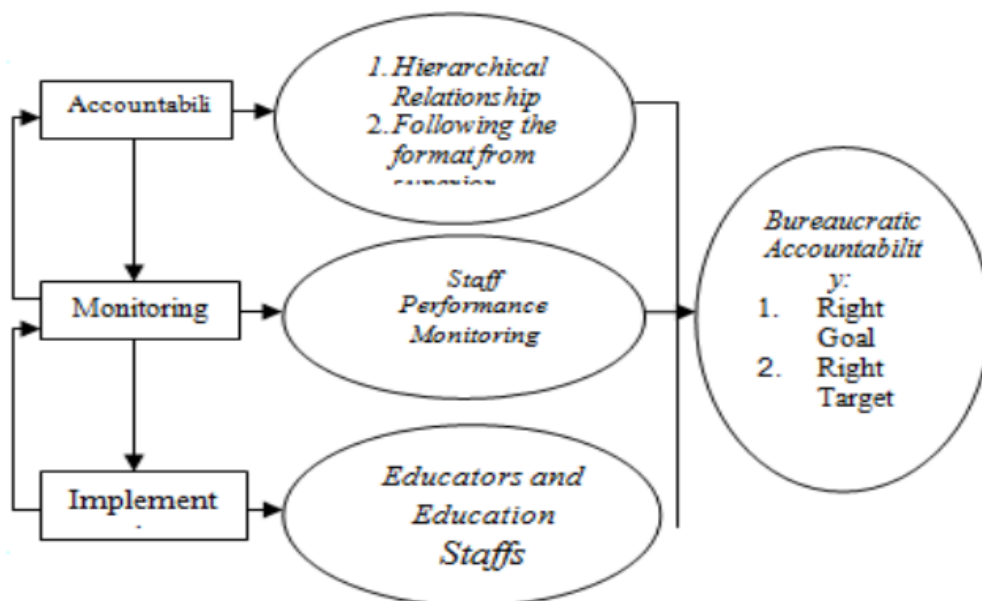 Accountabili
1. Hierarchical
Relationship
2. Following the
format from
superior
Monitoring
Staff
Performance
Monitoring
Implement
Educators and
Education
Staffs
Bureaucratic
Accountabilit
y:
1. Right
Goal
2. Right
Target